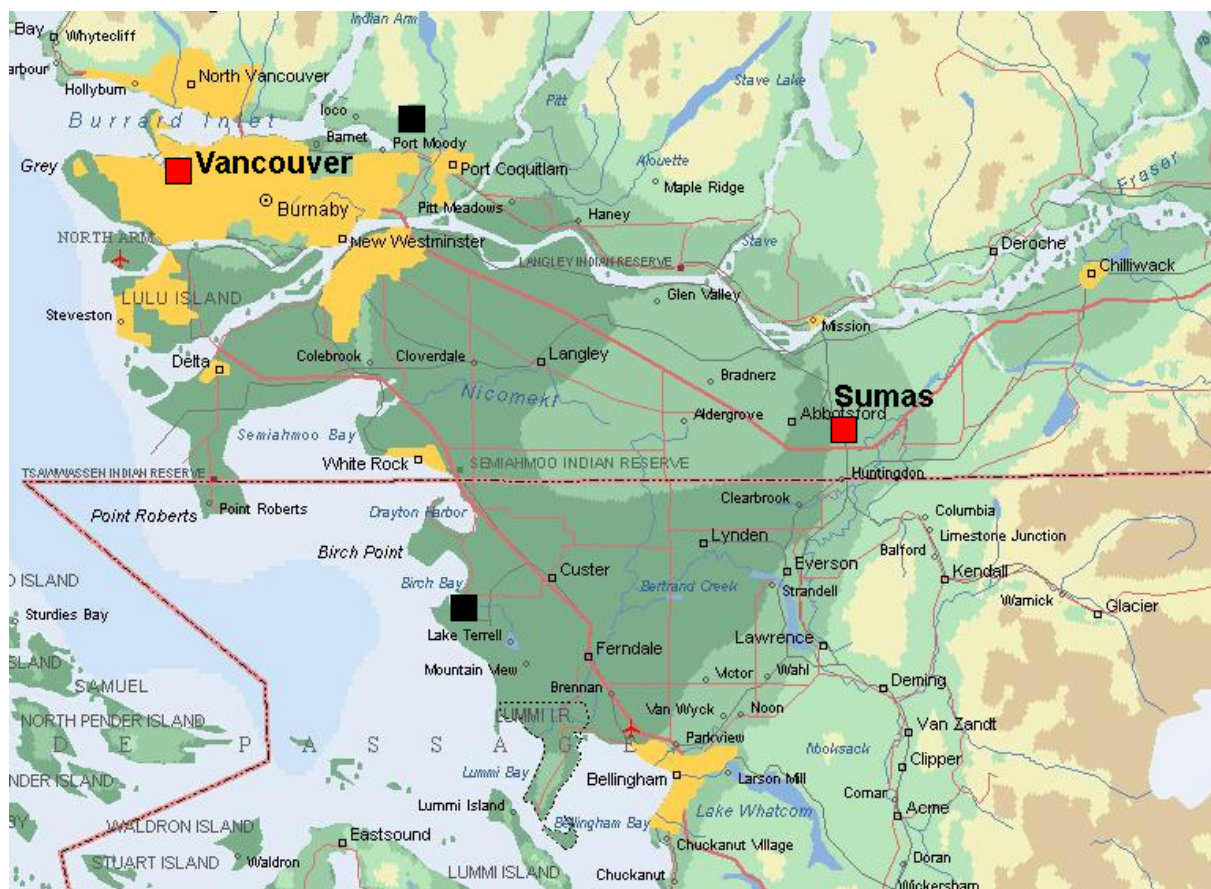 Indian Arm
Bay
Whytecliff
arbour
Hollyburn
North Vancouver
Burrard Inlet
Ioco
Barnet
Port Moody
Pitt
Stave Lake
Grey
Vancouver
Port Coquitlam
Alouette
Maple Ridge
Fraser
Burnaby
Pitt Meadows
Haney
NORTH ARM
New Westminster
Stave
Deroche
LANGLEY INDIAN RESERVE
Chilliwack
LULU ISLAND
Glen Valley
Steveston
Mission
Delta
Colebrook
Cloverdale
Langley
Bradnerz
Nicomekl
Sumas
Abbotsford
Aldergrove
Semiahmoo Bay
White Rock
SEMIAHMOO INDIAN RESERVE
TSAWWASSEN INDIAN RESERVE
Huntingdon
Clearbrook
Point Roberts
Point Roberts
Drayton Harbor
Columbia
Limestone Junction
Lynden
Birch Point
Balford
Everson
Custer
Birch Bay
Bertrand Creek
Strandell
Kendall
Warnick
Glacier
ISLAND
Sturdies Bay
Lake Terrell
Lawrence
Ferndale
SLAND
Mountain View
Victor
Wahl
SAMUEL
Brennan
Deming
NORTH PENDER ISLAND
LUMMI I.R.
Van Wyck
Noon
Van Zandt
DE PASSAGE
Parkview
Nooksack
Clipper
NDER ISLAND
Lummi Bay
Bellingham
Larson Mill
Comar
Lummi Island
Lake Whatcom
Acme
WALDRON ISLAND
Bellingham Bay
Eastsound
Chuckanut Village
STUART ISLAND
Waldron
LUMMI ISLAND
Doran
Chuckanut
Wickersham